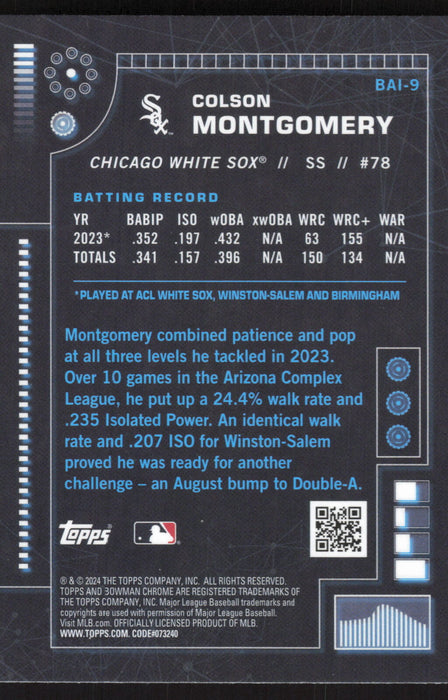 BAI-9
COLSON
MONTGOMERY
Sox
CHICAGO WHITE SOX® // SS // #78
BATTING RECORD
YR BABIP ISO wOBA xwOBA WRC WRC+ WAR
2023* .352 .197 .432 N/A 63 155 N/A
TOTALS .341 .157 .396 N/A 150 134 N/A
*PLAYED AT ACL WHITE SOX, WINSTON-SALEM AND BIRMINGHAM
Montgomery combined patience and pop
at all three levels he tackled in 2023.
Over 10 games in the Arizona Complex
League, he put up a 24.4% walk rate and
.235 Isolated Power. An identical walk
rate and .207 ISO for Winston-Salem
proved he was ready for another
challenge – an August bump to Double-A.
topps
® & © 2024 THE TOPPS COMPANY, INC. ALL RIGHTS RESERVED.
TOPPS AND BOWMAN CHROME ARE REGISTERED TRADEMARKS OF
THE TOPPS COMPANY, INC. Major League Baseball trademarks and
copyrights are used with permission of Major League Baseball.
Visit MLB.com. OFFICIALLY LICENSED PRODUCT OF MLB.
WWW.TOPPS.COM. CODE#073240